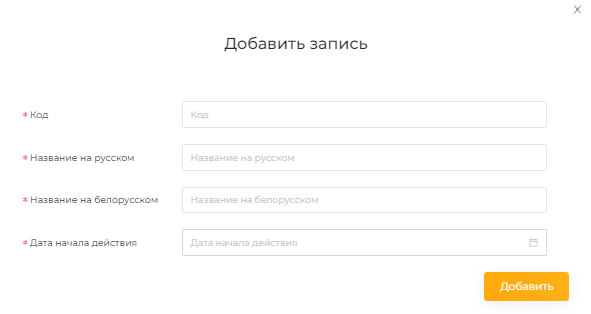 Добавить запись
* Код
Код
* Название на русском
Название на русском
* Название на белорусском
Название на белорусском
* Дата начала действия
Дата начала действия
Добавить